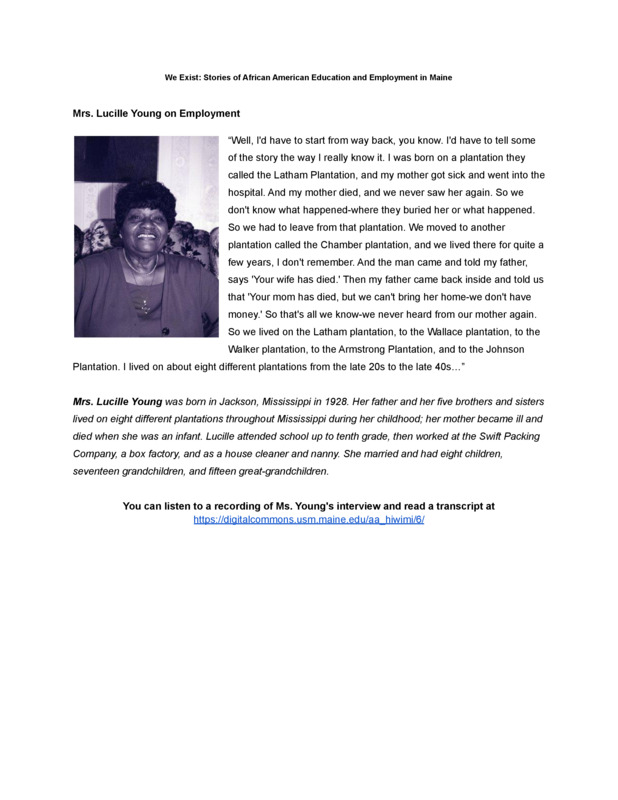 We Exist: Stories of African American Education and Employment in Maine
Mrs. Lucille Young on Employment
“Well, I'd have to start from way back, you know. I'd have to tell some
of the story the way I really know it. I was born on a plantation they
called the Latham Plantation, and my mother got sick and went into the
hospital. And my mother died, and we never saw her again. So we
don't know what happened-where they buried her or what happened.
So we had to leave from that plantation. We moved to another
plantation called the Chamber plantation, and we lived there for quite a
few years, I don't remember. And the man came and told my father,
says 'Your wife has died.' Then my father came back inside and told us
that 'Your mom has died, but we can't bring her home-we don't have
money.' So that's all we know-we never heard from our mother again.
So we lived on the Latham plantation, to the Wallace plantation, to the
Walker plantation, to the Armstrong Plantation, and to the Johnson
Plantation. I lived on about eight different plantations from the late 20s to the late 40s…”
Mrs. Lucille Young was born in Jackson, Mississippi in 1928. Her father and her five brothers and sisters
lived on eight different plantations throughout Mississippi during her childhood; her mother became ill and
died when she was an infant. Lucille attended school up to tenth grade, then worked at the Swift Packing
Company, a box factory, and as a house cleaner and nanny. She married and had eight children,
seventeen grandchildren, and fifteen great-grandchildren.
You can listen to a recording of Ms. Young's interview and read a transcript at
https://digitalcommons.usm.maine.edu/aa_hiwimi/6/